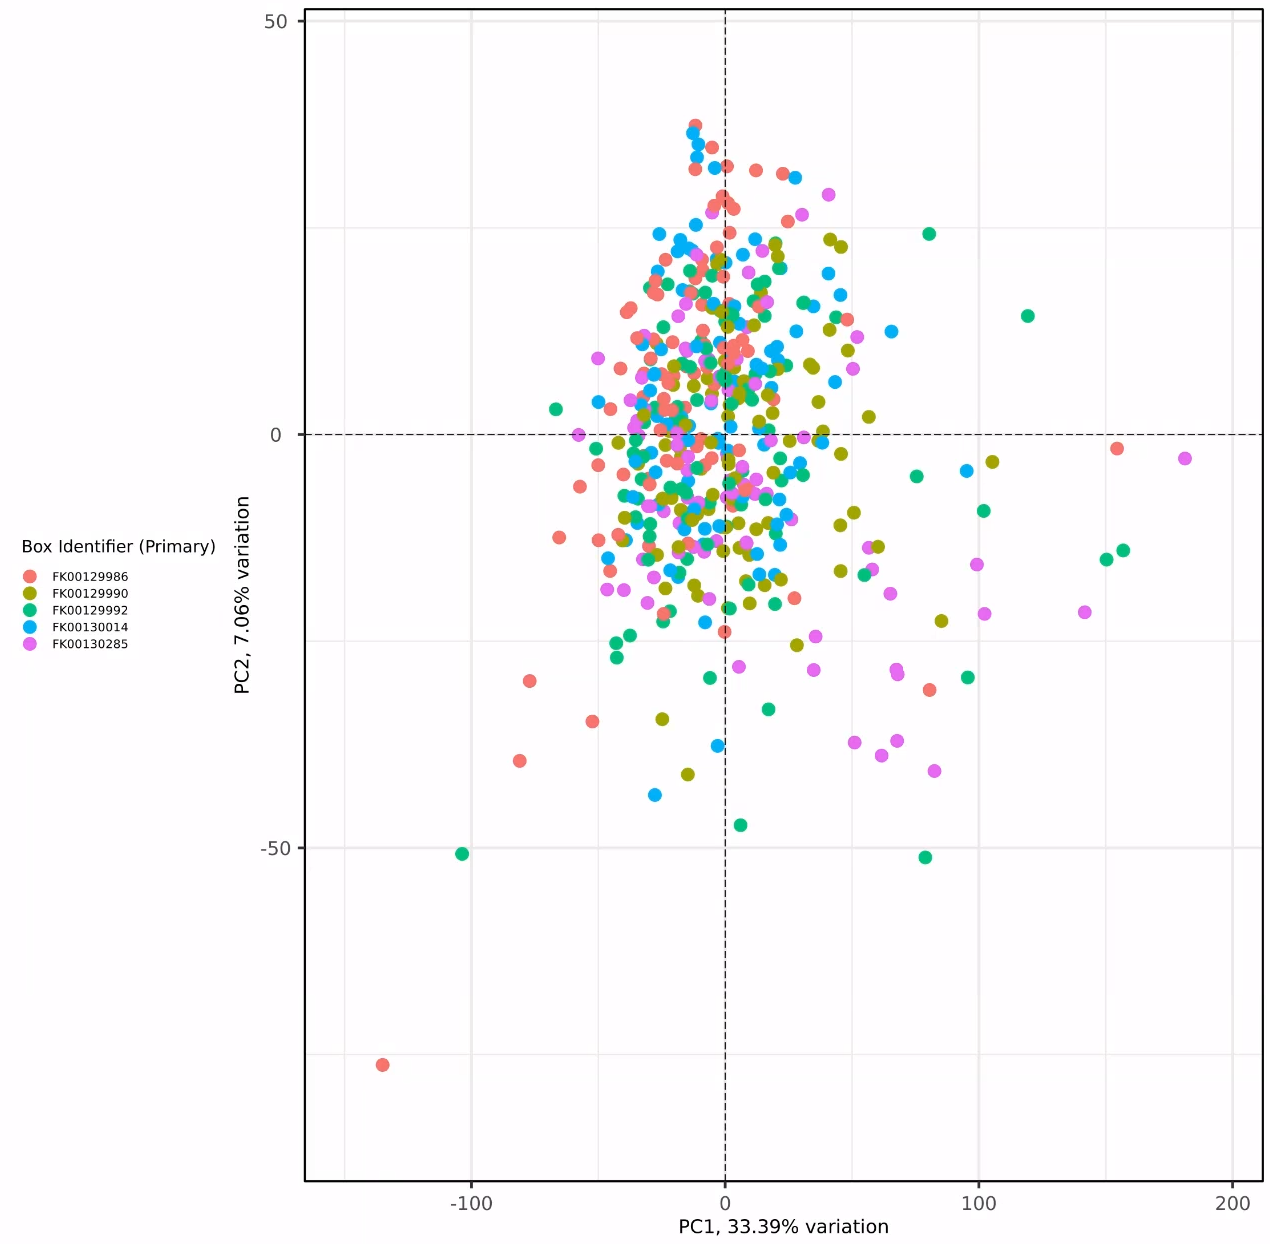 50
0
-50
PC2, 7.06% variation
Box Identifier (Primary)
FK00129986
FK00129990
FK00129992
FK00130014
FK00130285
-100
0
100
200
PC1, 33.39% variation